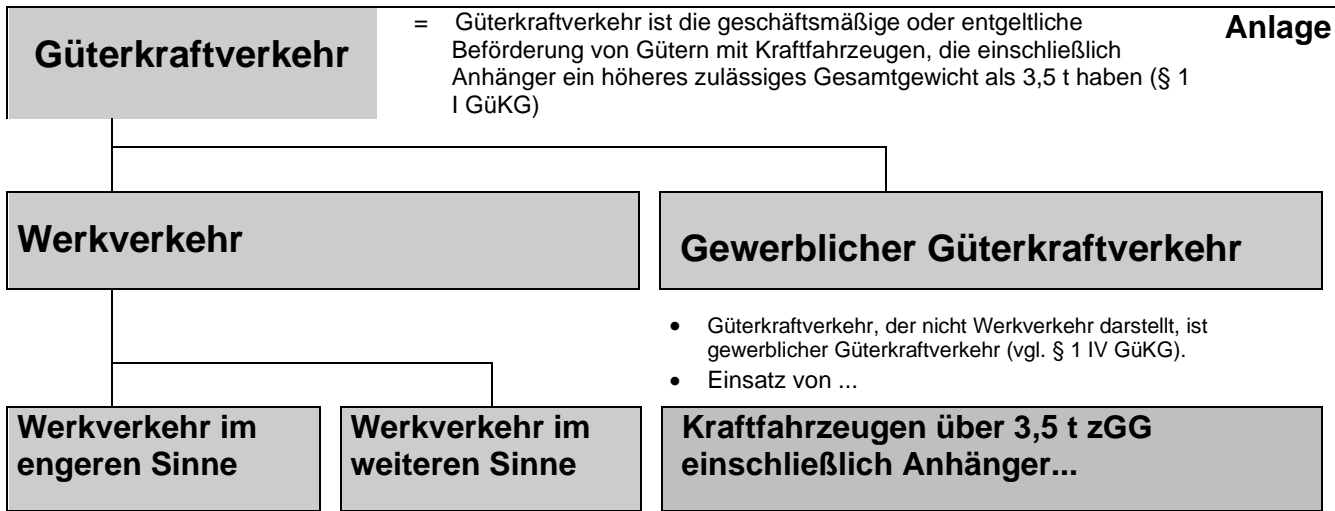 Güterkraftverkehr
= Güterkraftverkehr ist die geschäftsmäßige oder entgeltliche
Beförderung von Gütern mit Kraftfahrzeugen, die einschließlich
Anhänger ein höheres zulässiges Gesamtgewicht als 3,5 t haben (§ 1
I GüKG)
Anlage
Werkverkehr
Gewerblicher Güterkraftverkehr
• Güterkraftverkehr, der nicht Werkverkehr darstellt, ist
gewerblicher Güterkraftverkehr (vgl. § 1 IV GüKG).
• Einsatz von ...
Werkverkehr im
engeren Sinne
Werkverkehr im
weiteren Sinne
Kraftfahrzeugen über 3,5 t zGG
einschließlich Anhänger...